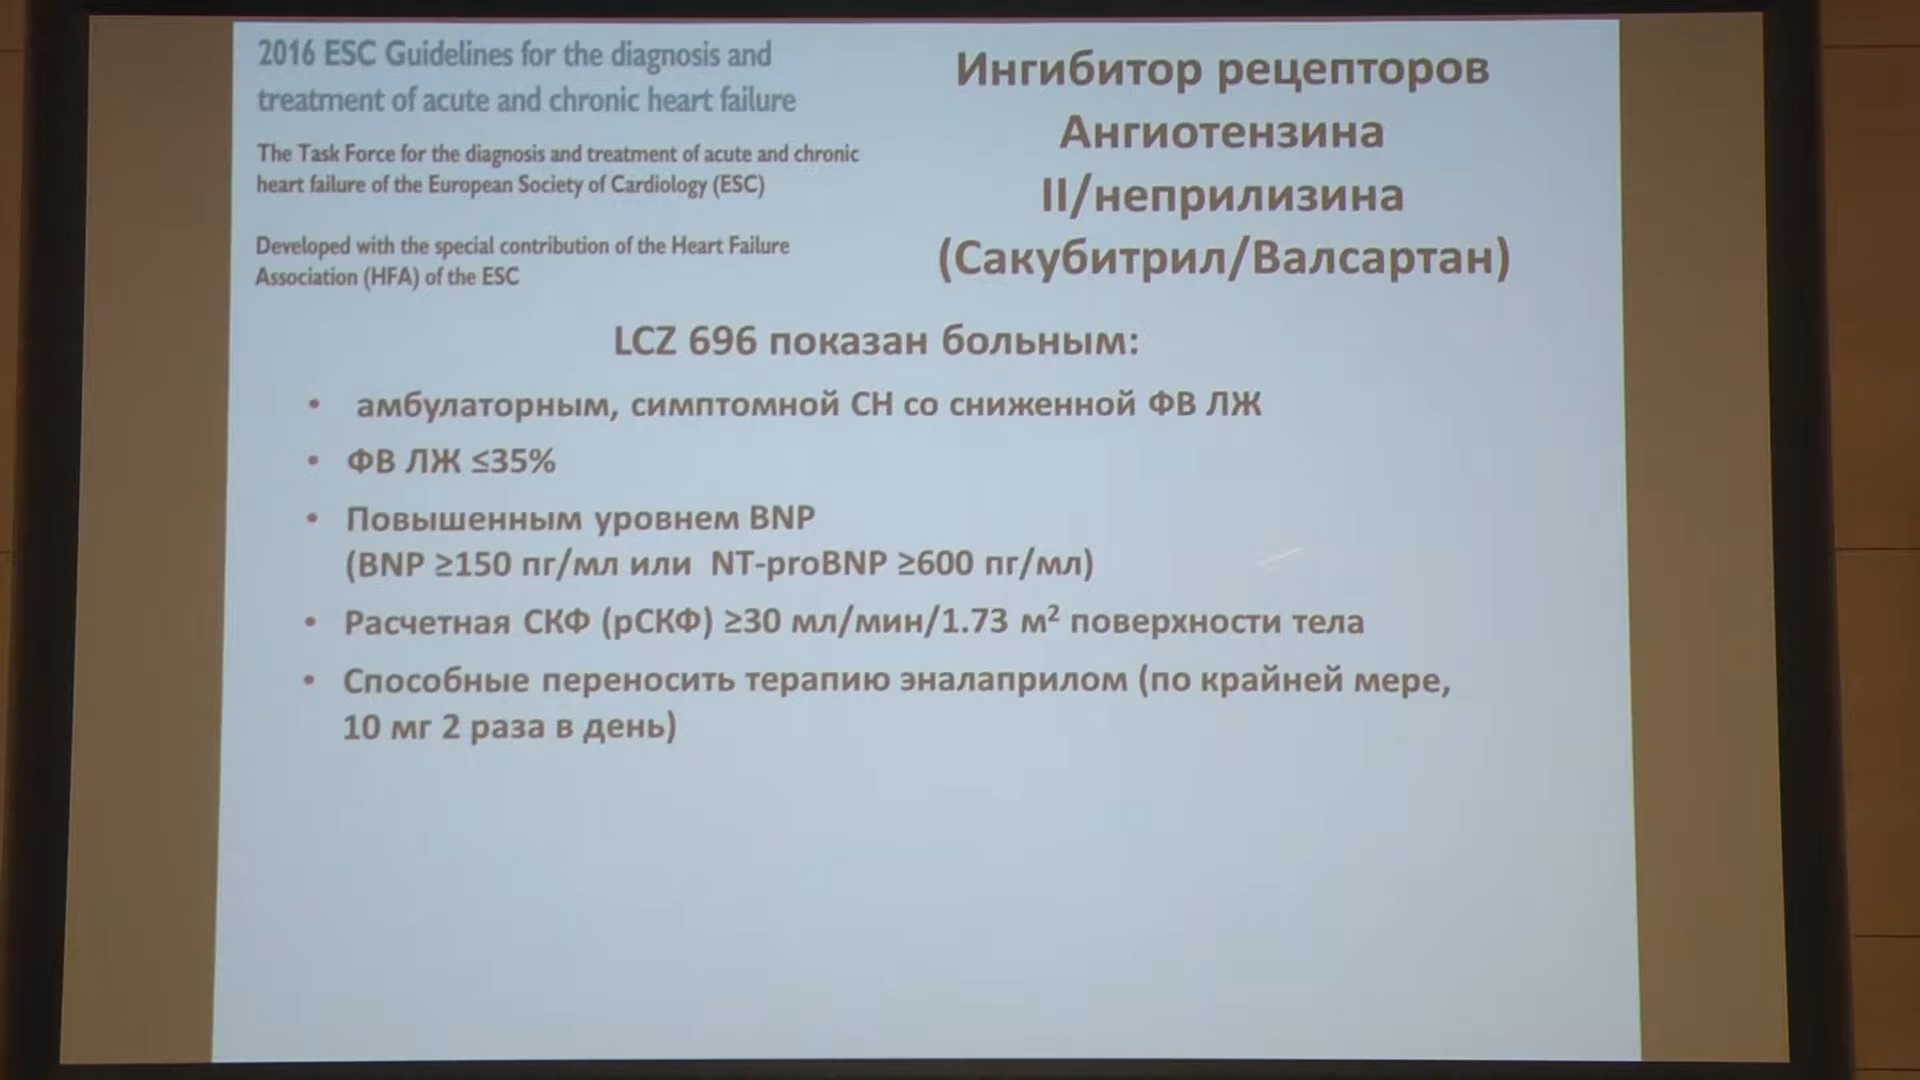 2016 ESC Guidelines for the diagnosis and
treatment of acute and chronic heart failure
The Task Force for the diagnosis and treatment of acute and chronic
heart failure of the European Society of Cardiology (ESC)
Developed with the special contribution of the Heart Failure
Association (HFA) of the ESC
Ингибитор рецепторов
Ангиотензина
II/неприлизина
(Сакубитрил/Валсартан)
LCZ 696 показан больным:
• амбулаторным, симптомной СН со сниженной ФВ ЛЖ
• ФВ ЛЖ ≤35%
• Повышенным уровнем BNP
(BNP ≥150 пг/мл или NT-proBNP ≥600 пг/мл)
• Расчетная СКФ (рСКФ) ≥30 мл/мин/1.73 м² поверхности тела
• Способные переносить терапию эналаприлом (по крайней мере,
10 мг 2 раза в день)